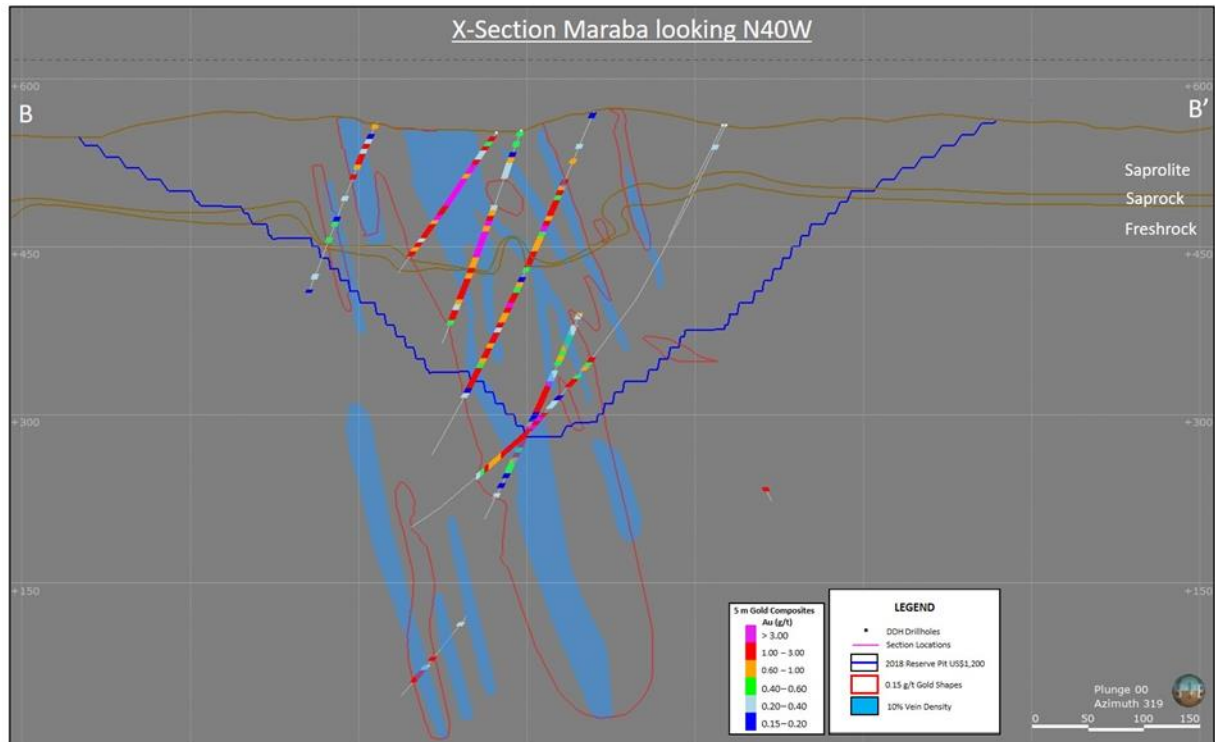 X-Section Maraba looking N40W
+600
+600
B
B'
Saprolite
Saprock
Freshrock
+450
+450
+300
+300
+150
+150
5 m Gold Composites
Au (g/t)
> 3.00
1.00 – 3.00
0.60 – 1.00
0.40 – 0.60
0.20 – 0.40
0.15 – 0.20
LEGEND
DDH Drillholes
Section Locations
2018 Reserve Pit US$1,200
0.15 g/t Gold Shapes
10% Vein Density
Plunge 00
Azimuth 319
0 50 100 150